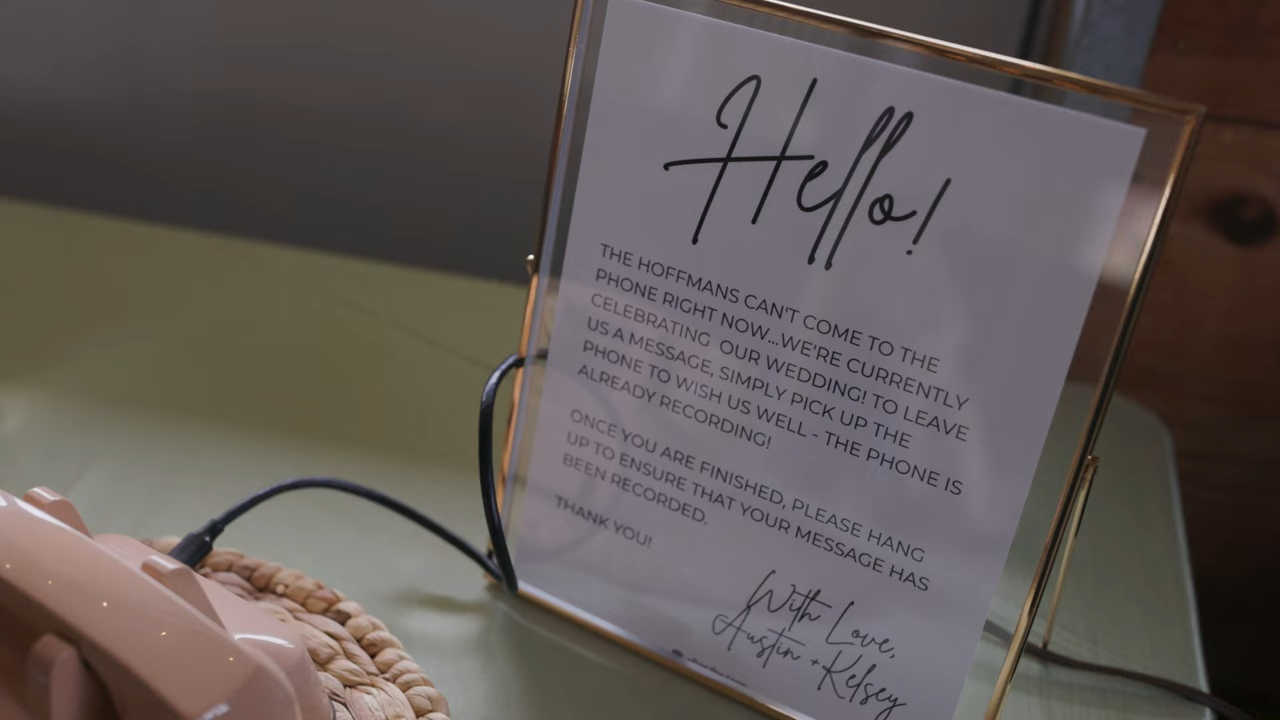 Hello!
THE HOFFMANS CAN'T COME TO THE
PHONE RIGHT NOW...WE'RE CURRENTLY
CELEBRATING OUR WEDDING! TO LEAVE
US A MESSAGE, SIMPLY PICK UP THE
PHONE TO WISH US WELL - THE PHONE IS
ALREADY RECORDING!
ONCE YOU ARE FINISHED, PLEASE HANG
UP TO ENSURE THAT YOUR MESSAGE HAS
BEEN RECORDED.
THANK YOU!
With Love,
Austin + Kelsey